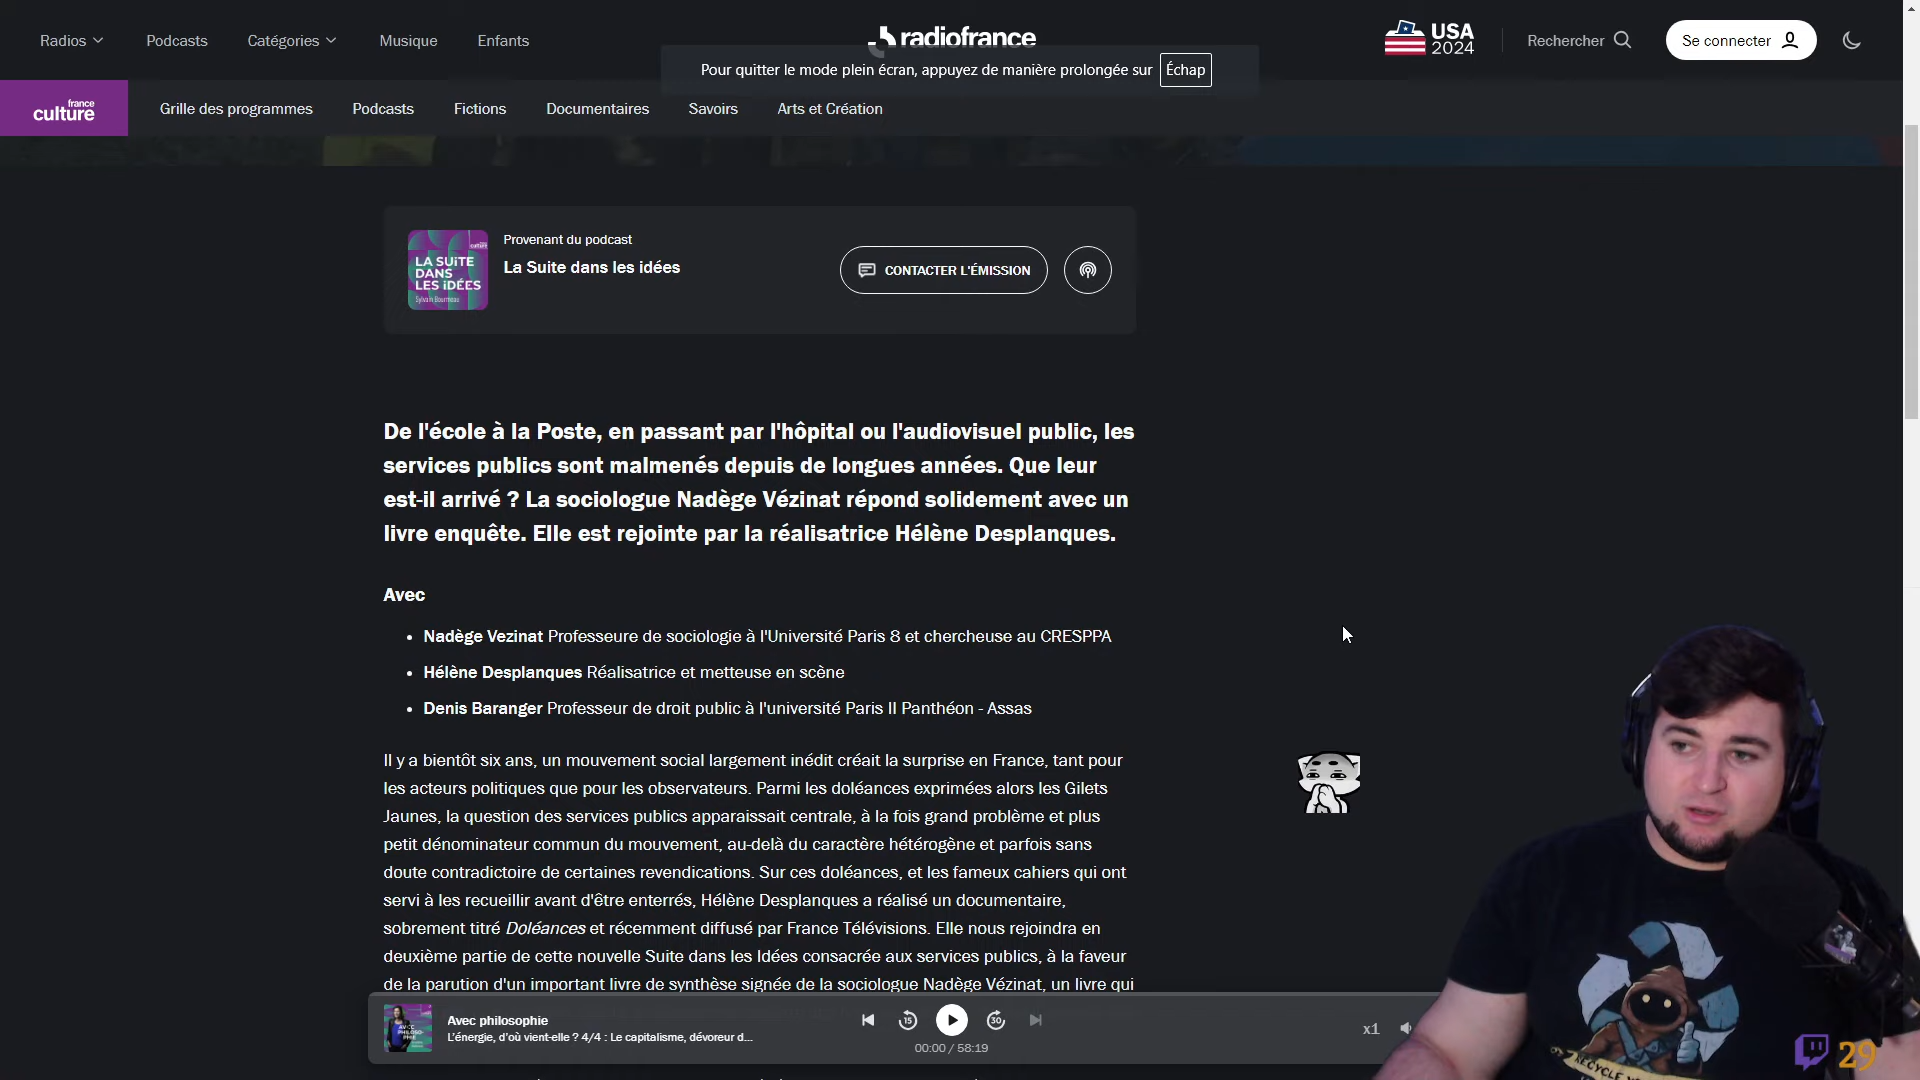 Radios
Podcasts
Catégories
Musique
Enfants
radiofrance
USA
2024
Rechercher
Se connecter
Pour quitter le mode plein écran, appuyez de manière prolongée sur Échap
france
culture
Grille des programmes
Podcasts
Fictions
Documentaires
Savoirs
Arts et Création
LA SUiTE
DANS
LES iDÉES
Sylvain Bourmeau
Provenant du podcast
La Suite dans les idées
CONTACTER L'ÉMISSION
De l'école à la Poste, en passant par l'hôpital ou l'audiovisuel public, les
services publics sont malmenés depuis de longues années. Que leur
est-il arrivé ? La sociologue Nadège Vézinat répond solidement avec un
livre enquête. Elle est rejointe par la réalisatrice Hélène Desplanques.
Avec
• Nadège Vezinat Professeure de sociologie à l'Université Paris 8 et chercheuse au CRESPPA
• Hélène Desplanques Réalisatrice et metteuse en scène
• Denis Baranger Professeur de droit public à l'université Paris II Panthéon - Assas
Il y a bientôt six ans, un mouvement social largement inédit créait la surprise en France, tant pour
les acteurs politiques que pour les observateurs. Parmi les doléances exprimées alors les Gilets
Jaunes, la question des services publics apparaissait centrale, à la fois grand problème et plus
petit dénominateur commun du mouvement, au-delà du caractère hétérogène et parfois sans
doute contradictoire de certaines revendications. Sur ces doléances, et les fameux cahiers qui ont
servi à les recueillir avant d'être enterrés, Hélène Desplanques a réalisé un documentaire,
sobrement titré Doléances et récemment diffusé par France Télévisions. Elle nous rejoindra en
deuxième partie de cette nouvelle Suite dans les Idées consacrée aux services publics, à la faveur
de la parution d'un important livre de synthèse signée de la sociologue Nadège Vézinat, un livre qui
AVEC
PHILOSO-
PHIE
Avec philosophie
L'énergie, d'où vient-elle ? 4/4 : Le capitalisme, dévoreur d...
15
30
00:00 / 58:19
x1
RECYCLE
29